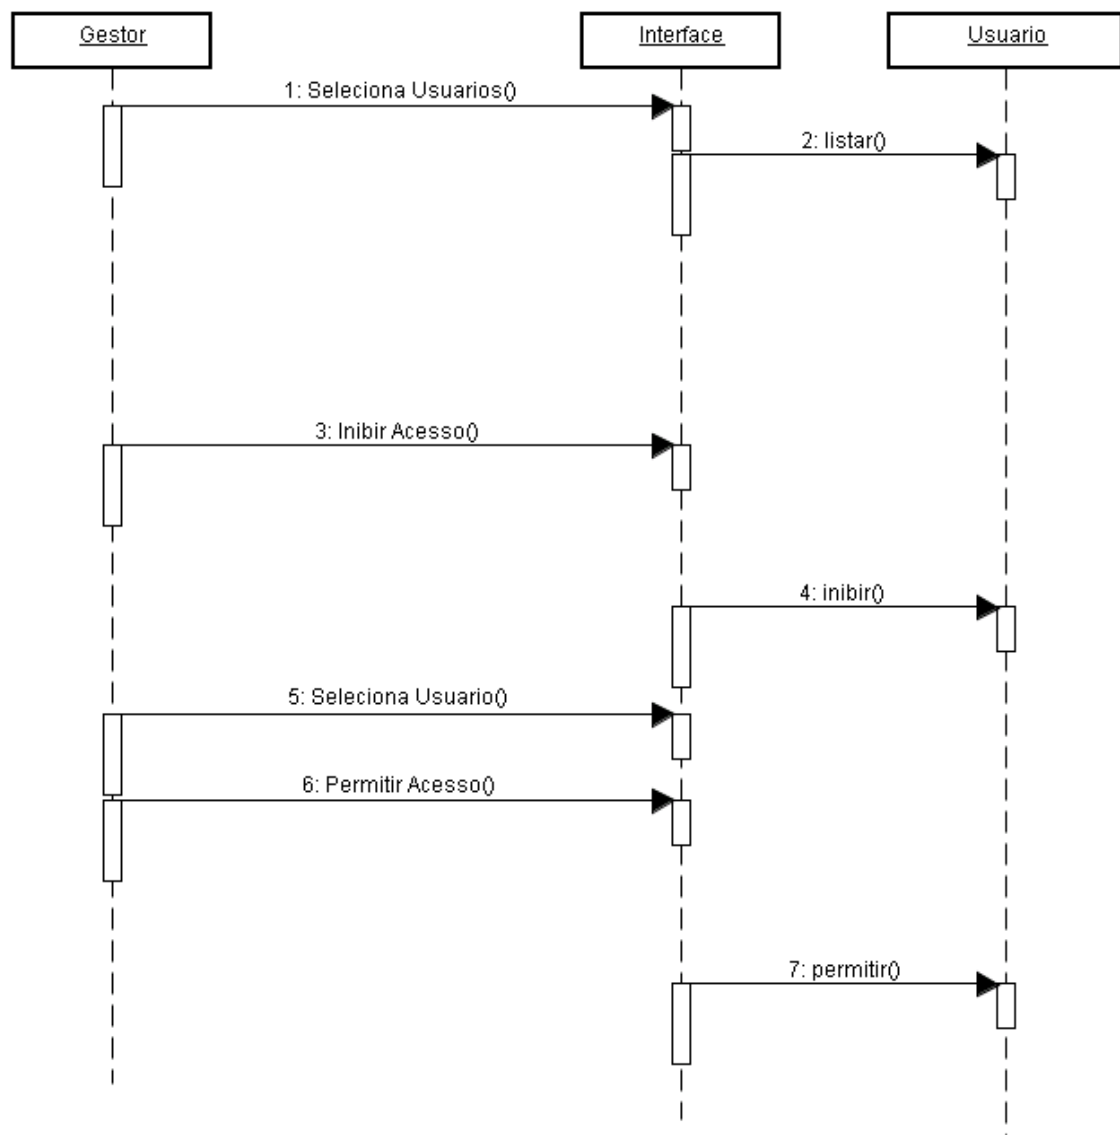 Gestor
Interface
Usuario
1: Seleciona Usuarios()
2: listar()
3: Inibir Acesso()
4: inibir()
5: Seleciona Usuario()
6: Permitir Acesso()
7: permitir()